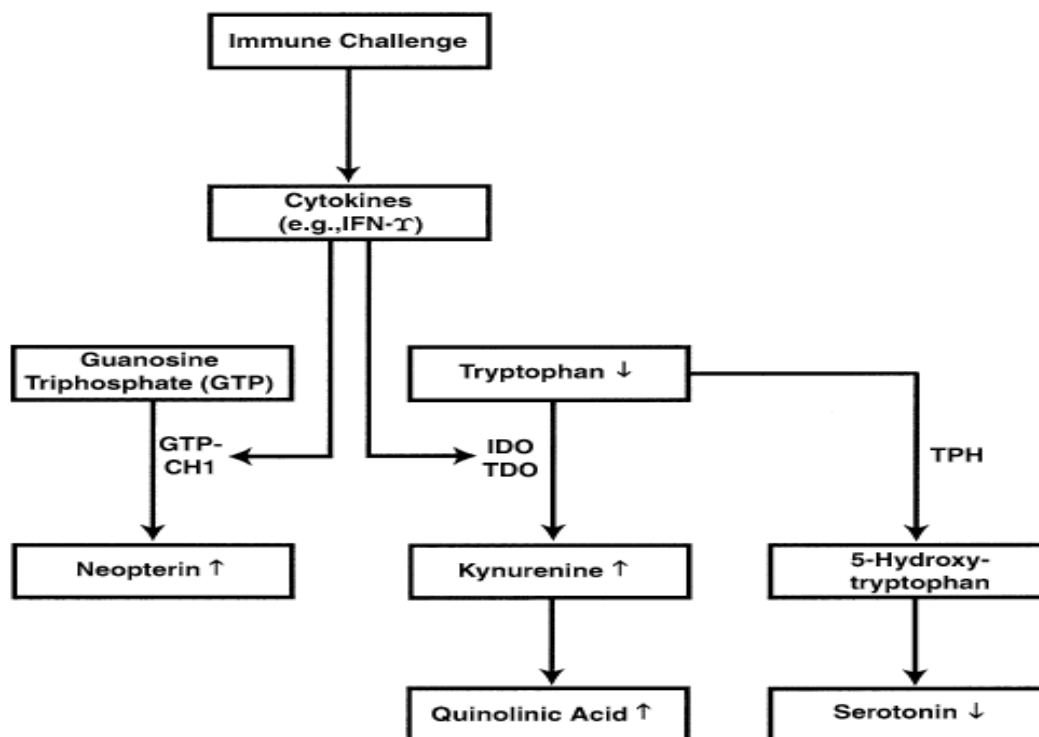 Immune Challenge
Cytokines
(e.g.,IFN-ϒ)
Guanosine
Triphosphate (GTP)
Tryptophan ↓
GTP-
CH1
IDO
TDO
TPH
Neopterin ↑
Kynurenine ↑
5-Hydroxy-
tryptophan
Quinolinic Acid ↑
Serotonin ↓